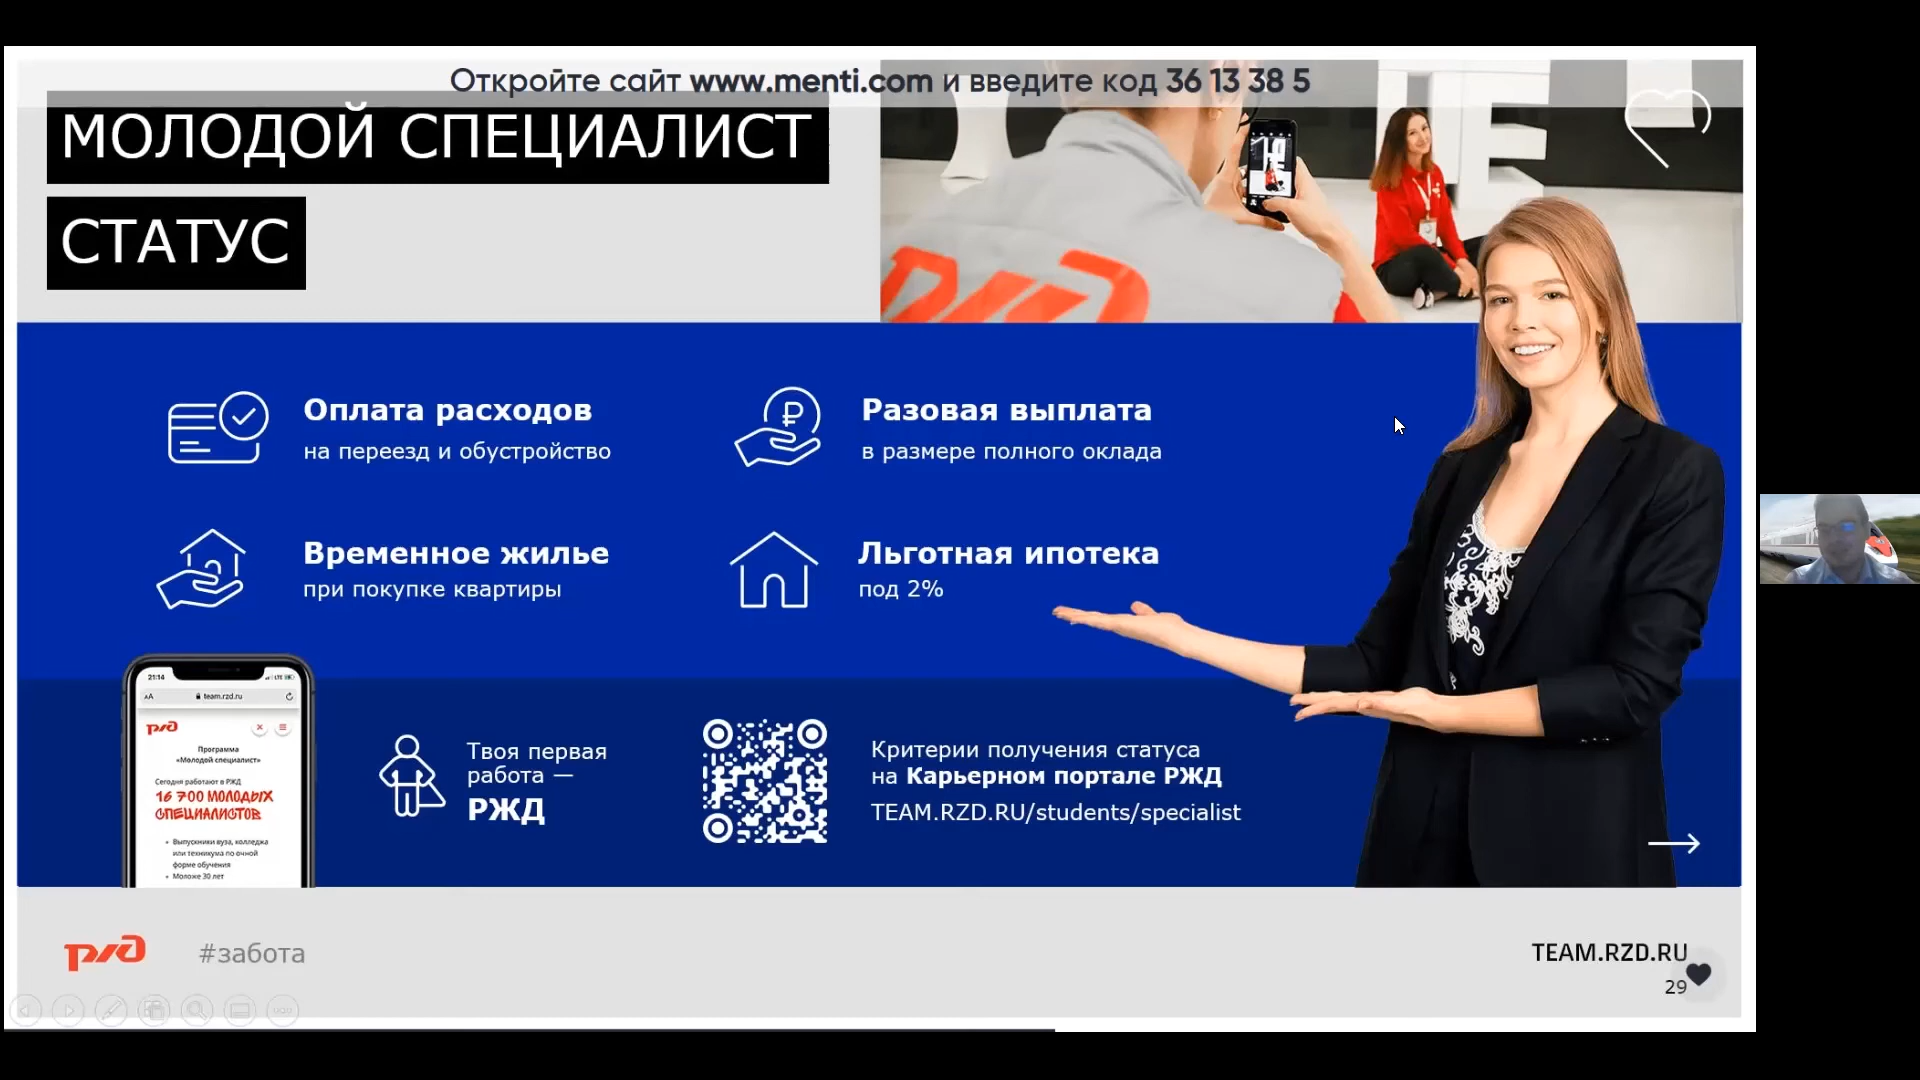 Откройте сайт www.menti.com и введите код 36 13 38 5
МОЛОДОЙ СПЕЦИАЛИСТ
СТАТУС
Оплата расходов
на переезд и обустройство
Разовая выплата
в размере полного оклада
Временное жилье
при покупке квартиры
Льготная ипотека
под 2%
21:14
LTE
AA
team.rzd.ru
ржд
Программа
«Молодой специалист»
Сегодня работают в РЖД
16 700 МОЛОДЫХ
СПЕЦИАЛИСТОВ
• Выпускники вуза, колледжа
или техникума по очной
форме обучения
• Моложе 30 лет
Твоя первая
работа —
РЖД
Критерии получения статуса
на Карьерном портале РЖД
TEAM.RZD.RU/students/specialist
ржд
#забота
TEAM.RZD.RU
29